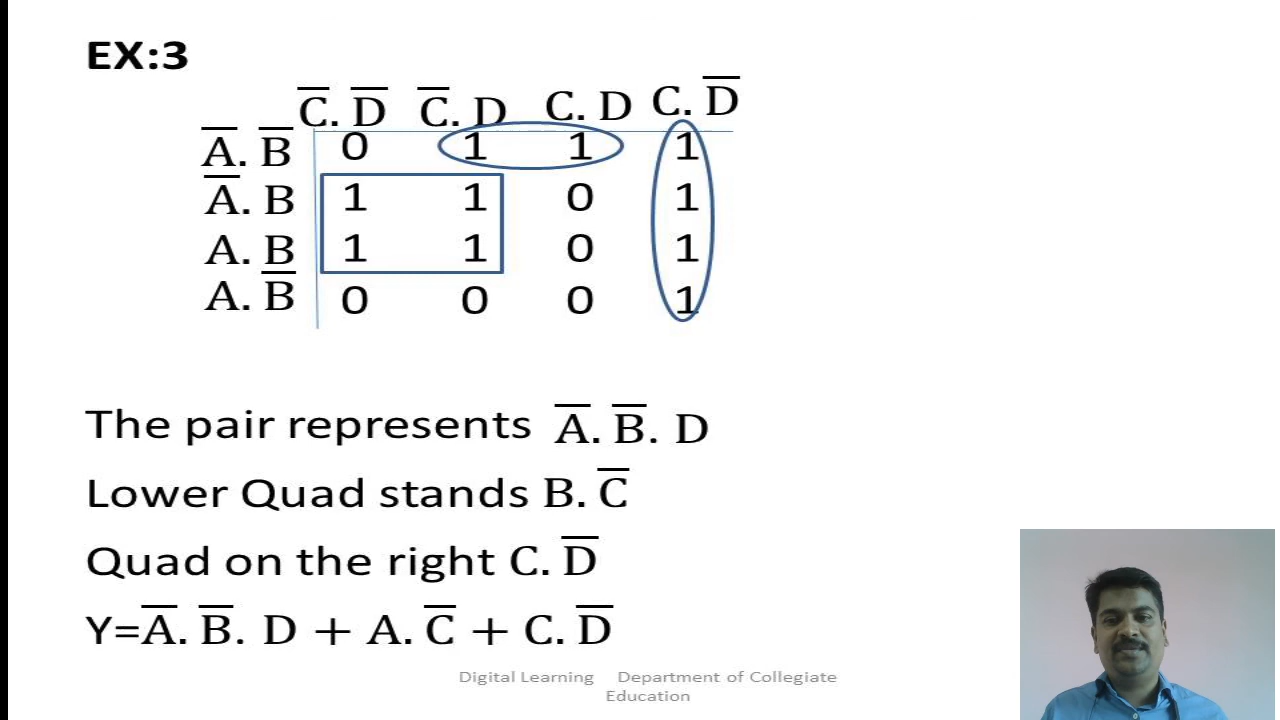 EX:3
C̅. D̅ C̅. D C. D C. D̅
A̅. B̅ 0 1 1 1
A̅. B 1 1 0 1
A. B 1 1 0 1
A. B̅ 0 0 0 1
The pair represents A̅. B̅. D
Lower Quad stands B. C̅
Quad on the right C. D̅
Y=A̅. B̅. D + A. C̅ + C. D̅
Digital Learning Department of Collegiate
Education